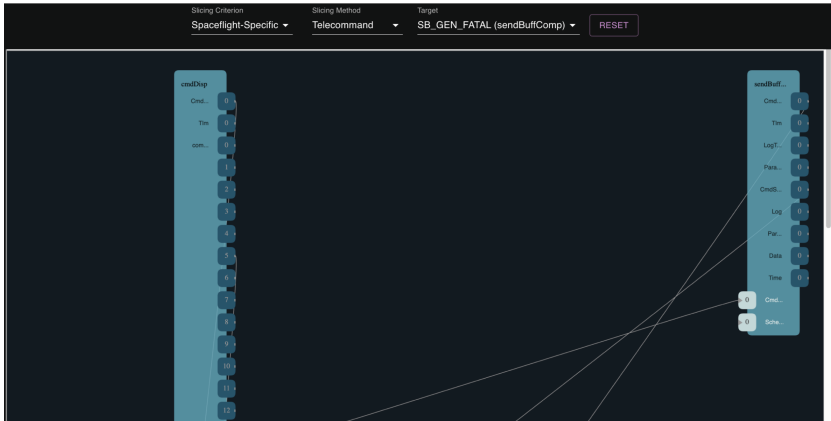 Slicing Criterion Slicing Method Target
Spaceflight-Specific Telecommand SB_GEN_FATAL (sendBuffComp) RESET
cmdDisp
Cmd... 0
Tlm 0
com... 0
1
2
3
4
5
6
7
8
9
10
11
12
sendBuff...
Cmd... 0
Tlm 0
LogT... 0
Para... 0
CmdS... 0
Log 0
Par... 0
Data 0
Time 0
0 Cmd...
0 Sche...